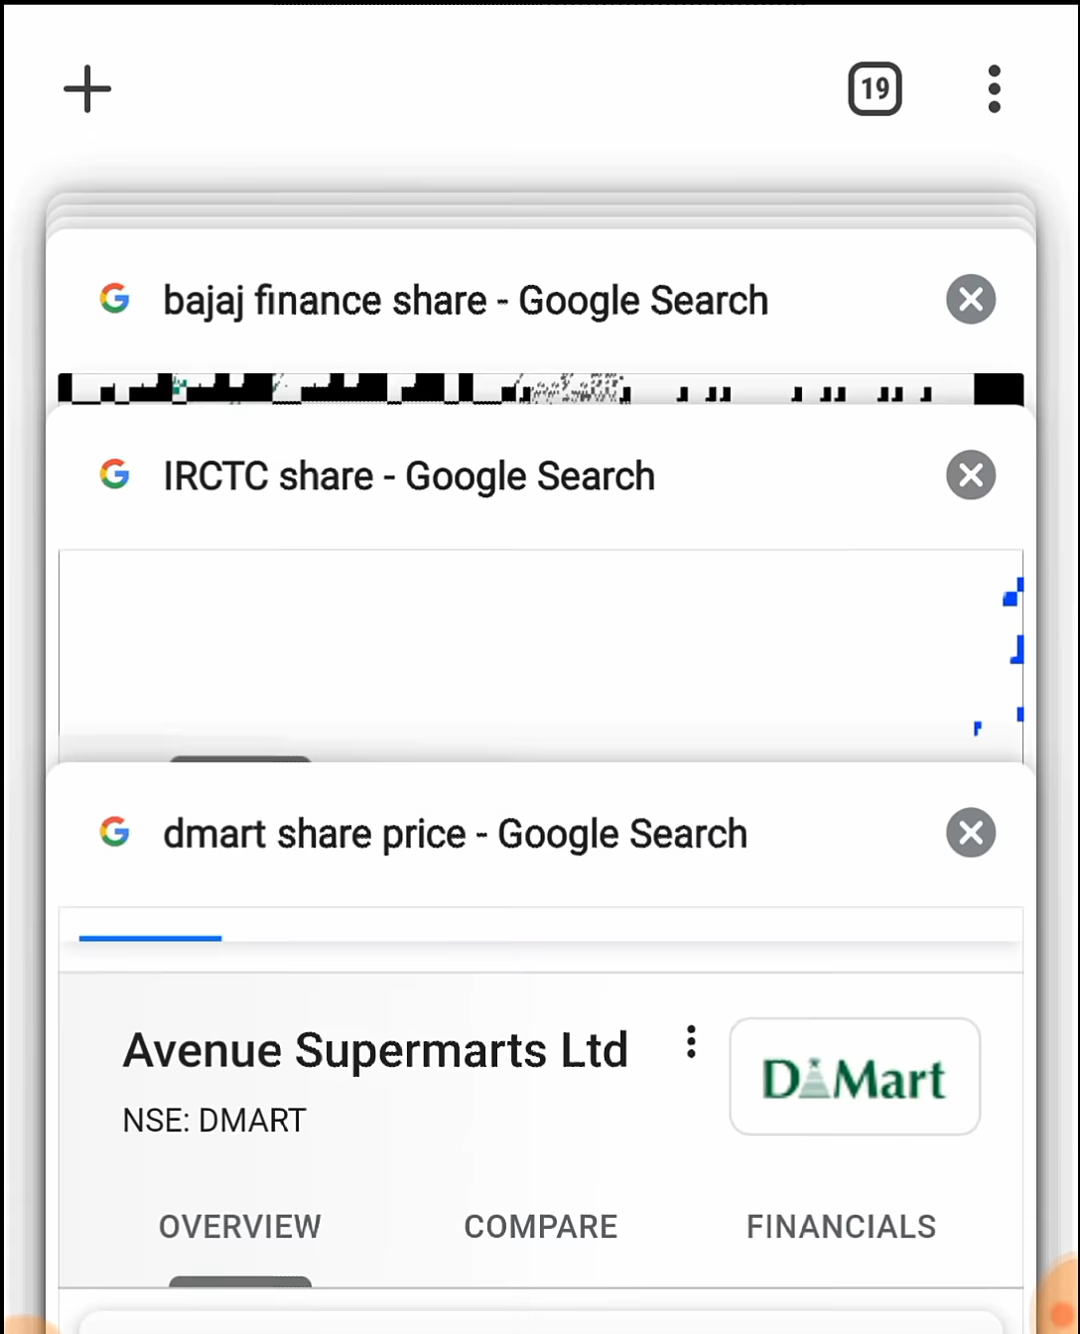 19
bajaj finance share - Google Search
IRCTC share - Google Search
dmart share price - Google Search
Avenue Supermarts Ltd
DMart
NSE: DMART
OVERVIEW COMPARE FINANCIALS